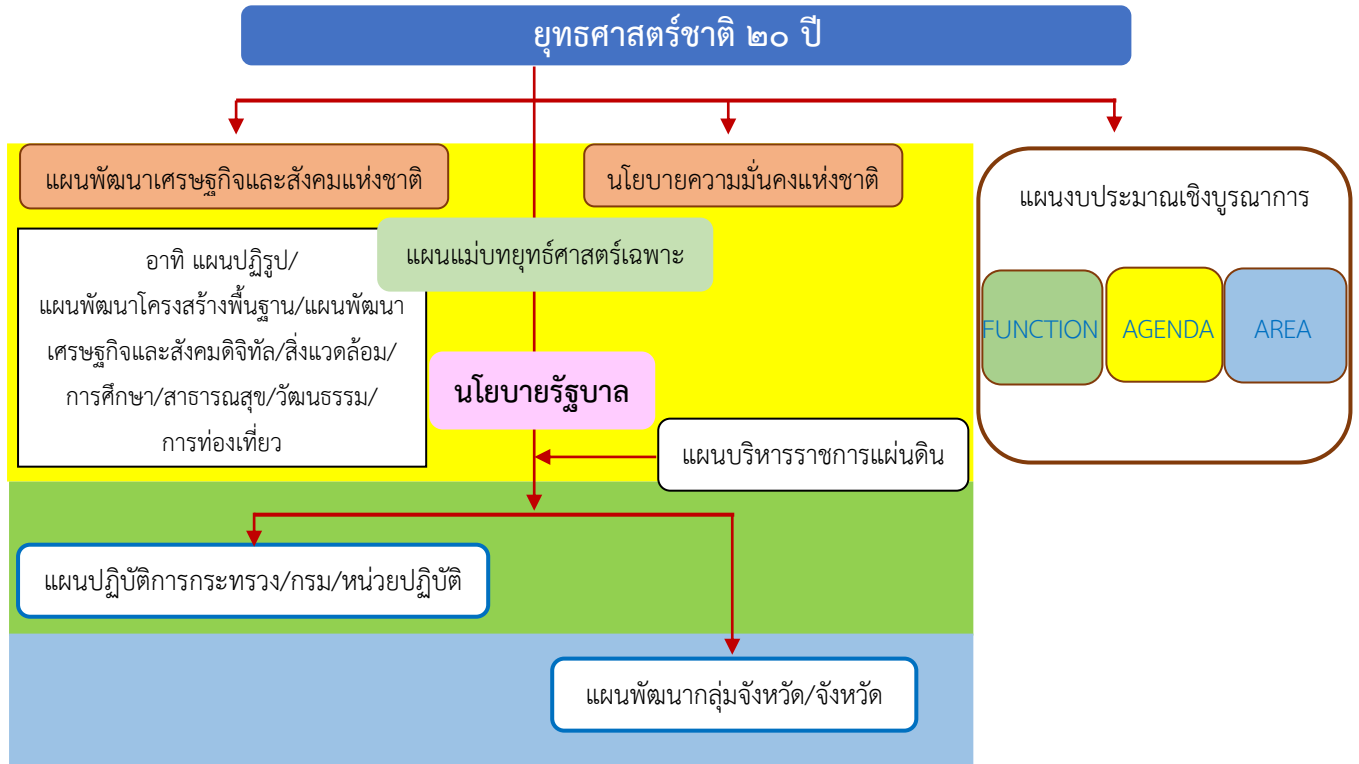 ยุทธศาสตร์ชาติ ๒๐ ปี
แผนพัฒนาเศรษฐกิจและสังคมแห่งชาติ
นโยบายความมั่นคงแห่งชาติ
แผนงบประมาณเชิงบูรณาการ
แผนแม่บทยุทธ์ศาสตร์เฉพาะ
อาทิ แผนปฏิรูป/
แผนพัฒนาโครงสร้างพื้นฐาน/แผนพัฒนา
เศรษฐกิจและสังคมดิจิทัล/สิ่งแวดล้อม/
การศึกษา/สาธารณสุข/วัฒนธรรม/
การท่องเที่ยว
FUNCTION
AGENDA
AREA
นโยบายรัฐบาล
แผนบริหารราชการแผ่นดิน
แผนปฏิบัติการกระทรวง/กรม/หน่วยปฏิบัติ
แผนพัฒนากลุ่มจังหวัด/จังหวัด